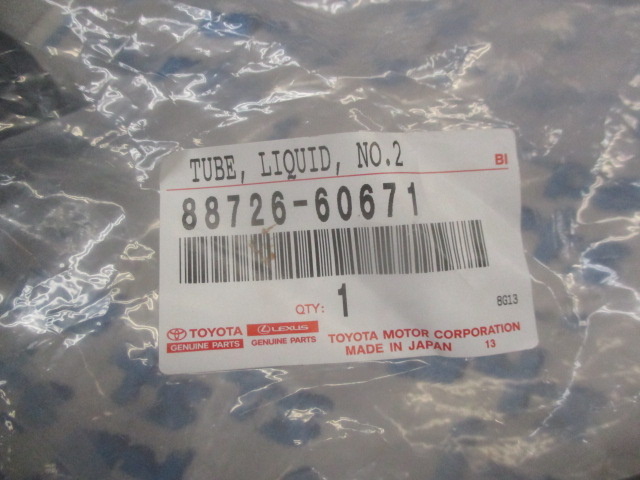 TUBE, LIQUID, NO.2
BI
88726-60671
QTY: 1
8G13
TOYOTA
GENUINE PARTS
LEXUS
GENUINE PARTS
TOYOTA MOTOR CORPORATION
MADE IN JAPAN 13